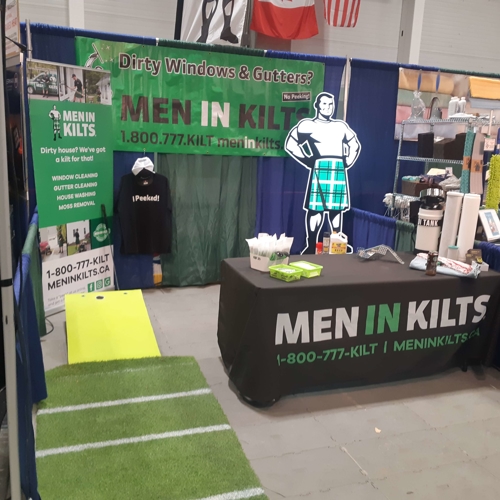 Dirty Windows & Gutters?
No Peeking!
MEN IN KILTS
1.800.777.KILT meninkilts
MEN IN
KILTS
Dirty house? We've got
a kilt for that!
WINDOW CLEANING
GUTTER CLEANING
HOUSE WASHING
MOSS REMOVAL
1-800-777-KILT
MENINKILTS.CA
I Peeked!
MEN IN KILTS
1-800-777-KILT | MENINKILTS.CA